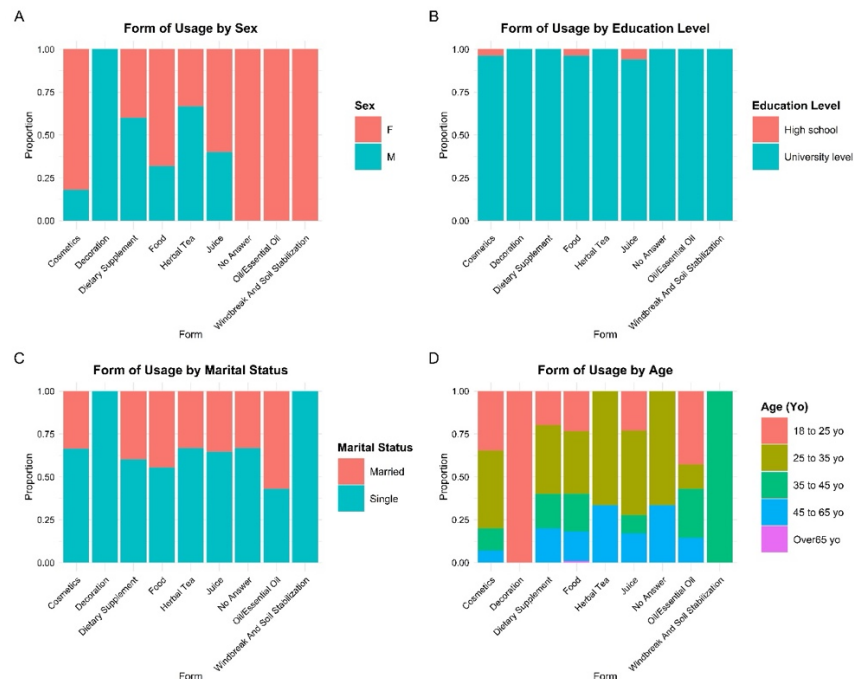 A
Form of Usage by Sex
Proportion
1.00
0.75
0.50
0.25
0.00
Cosmetics
Decoration
Dietary Supplement
Food
Herbal Tea
Juice
No Answer
Oil/Essential Oil
Windbreak And Soil Stabilization
Form
Sex
F
M
B
Form of Usage by Education Level
Proportion
1.00
0.75
0.50
0.25
0.00
Cosmetics
Decoration
Dietary Supplement
Food
Herbal Tea
Juice
No Answer
Oil/Essential Oil
Windbreak And Soil Stabilization
Form
Education Level
High school
University level
C
Form of Usage by Marital Status
Proportion
1.00
0.75
0.50
0.25
0.00
Cosmetics
Decoration
Dietary Supplement
Food
Herbal Tea
Juice
No Answer
Oil/Essential Oil
Windbreak And Soil Stabilization
Form
Marital Status
Married
Single
D
Form of Usage by Age
Proportion
1.00
0.75
0.50
0.25
0.00
Cosmetics
Decoration
Dietary Supplement
Food
Herbal Tea
Juice
No Answer
Oil/Essential Oil
Windbreak And Soil Stabilization
Form
Age (Yo)
18 to 25 yo
25 to 35 yo
35 to 45 yo
45 to 65 yo
Over65 yo